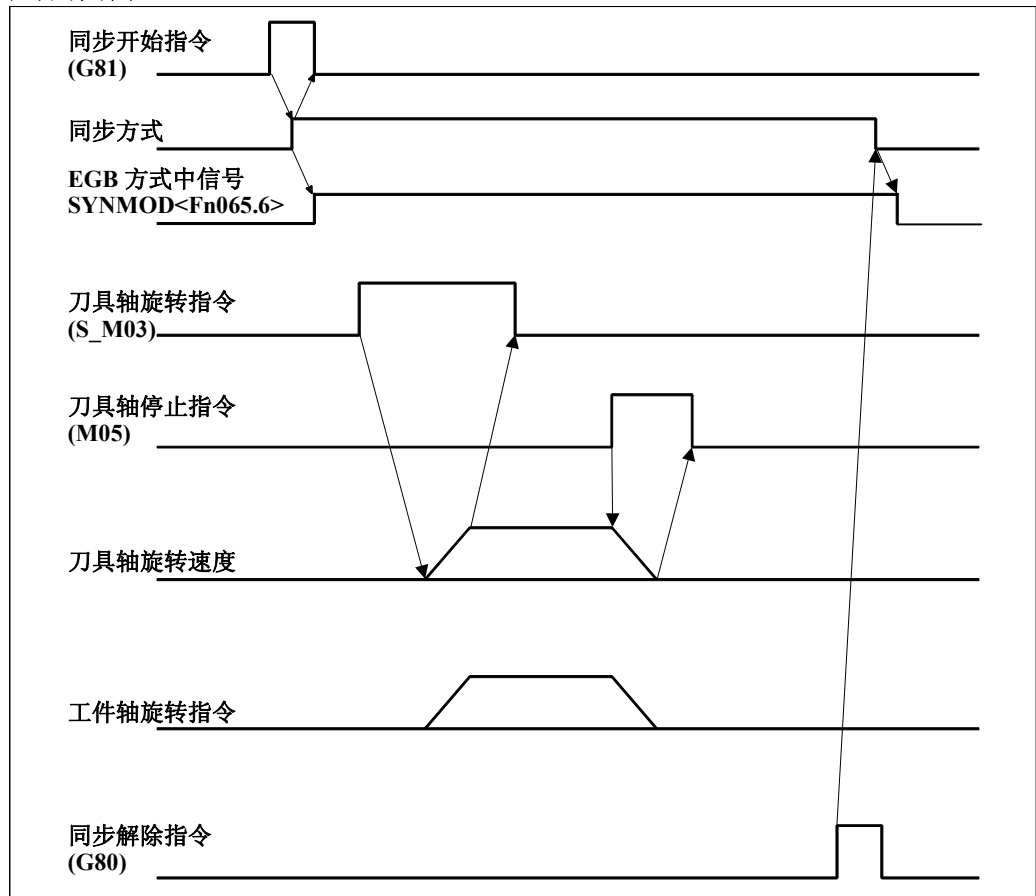 同步开始指令
(G81)
同步方式
EGB 方式中信号
SYNMOD<Fn065.6>
刀具轴旋转指令
(S_M03)
刀具轴停止指令
(M05)
刀具轴旋转速度
工件轴旋转指令
同步解除指令
(G80)